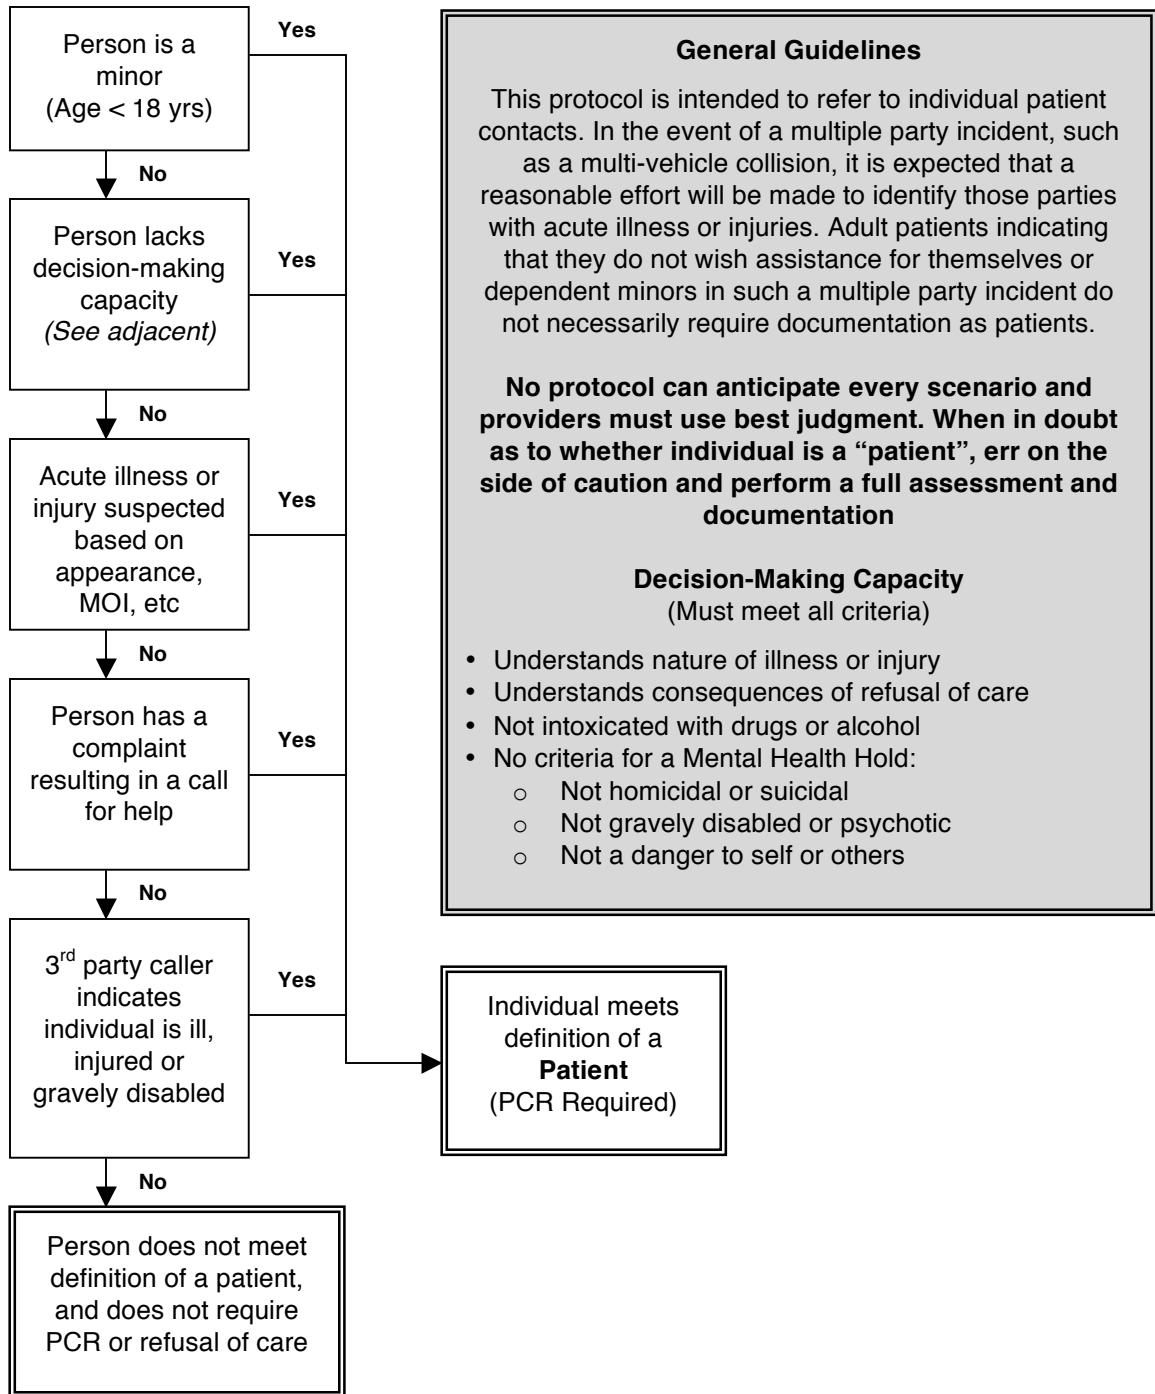 Person is a
minor
(Age < 18 yrs)
Yes
No
Person lacks
decision-making
capacity
(See adjacent)
Yes
No
Acute illness or
injury suspected
based on
appearance,
MOI, etc
Yes
No
Person has a
complaint
resulting in a call
for help
Yes
No
3rd party caller
indicates
individual is ill,
injured or
gravely disabled
Yes
No
Person does not meet
definition of a patient,
and does not require
PCR or refusal of care
General Guidelines
This protocol is intended to refer to individual patient
contacts. In the event of a multiple party incident, such
as a multi-vehicle collision, it is expected that a
reasonable effort will be made to identify those parties
with acute illness or injuries. Adult patients indicating
that they do not wish assistance for themselves or
dependent minors in such a multiple party incident do
not necessarily require documentation as patients.
No protocol can anticipate every scenario and
providers must use best judgment. When in doubt
as to whether individual is a “patient”, err on the
side of caution and perform a full assessment and
documentation
Decision-Making Capacity
(Must meet all criteria)
• Understands nature of illness or injury
• Understands consequences of refusal of care
• Not intoxicated with drugs or alcohol
• No criteria for a Mental Health Hold:
o Not homicidal or suicidal
o Not gravely disabled or psychotic
o Not a danger to self or others
Individual meets
definition of a
Patient
(PCR Required)